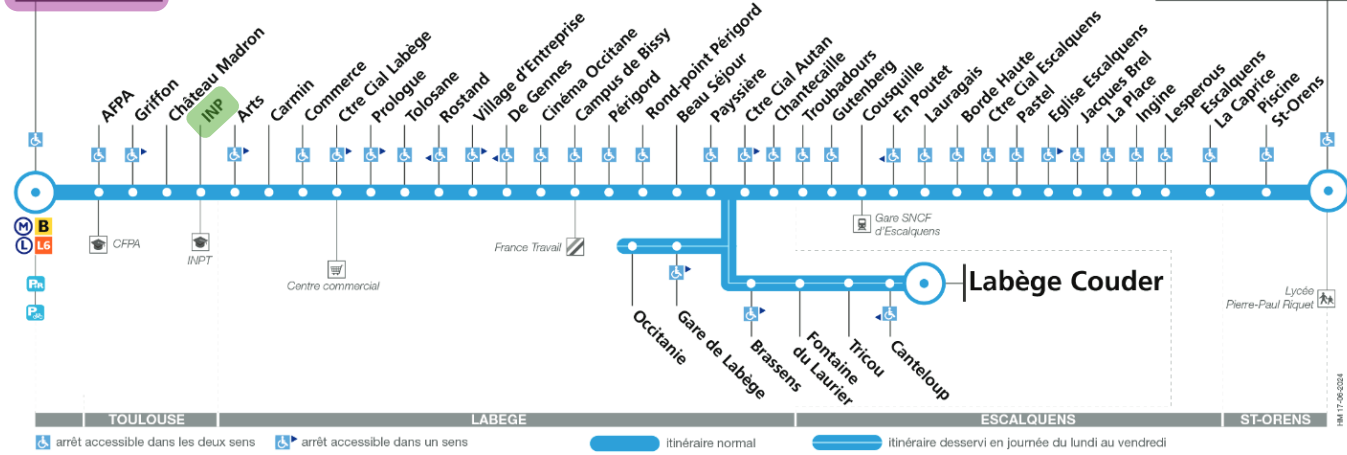 AFPA
Griffon
Château Madron
INP
Arts
Carmin
Commerce
Ctre Cial Labège
Prologue
Tolosane
Rostand
Village d'Entreprise
De Gennes
Cinéma Occitane
Campus de Bissy
Périgord
Rond-point Périgord
Beau Séjour
Payssière
Ctre Cial Autan
Chantecaille
Troubadours
Gutenberg
Cousquille
En Poutet
Lauragais
Borde Haute
Ctre Cial Escalquens
Pastel
Eglise Escalquens
Jacques Brel
La Place
Ingine
Lesperous
Escalquens
La Caprice
Piscine
St-Orens
M B
L L6
P+R
P
CFPA
INPT
Centre commercial
France Travail
Gare SNCF
d'Escalquens
Labège Couder
Lycée
Pierre-Paul Riquet
Occitanie
Gare de Labège
Brassens
Fontaine
du Laurier
Tricou
Canteloup
HM 17-06-2024
TOULOUSE
LABEGE
ESCALQUENS
ST-ORENS
arrêt accessible dans les deux sens
arrêt accessible dans un sens
itinéraire normal
itinéraire desservi en journée du lundi au vendredi